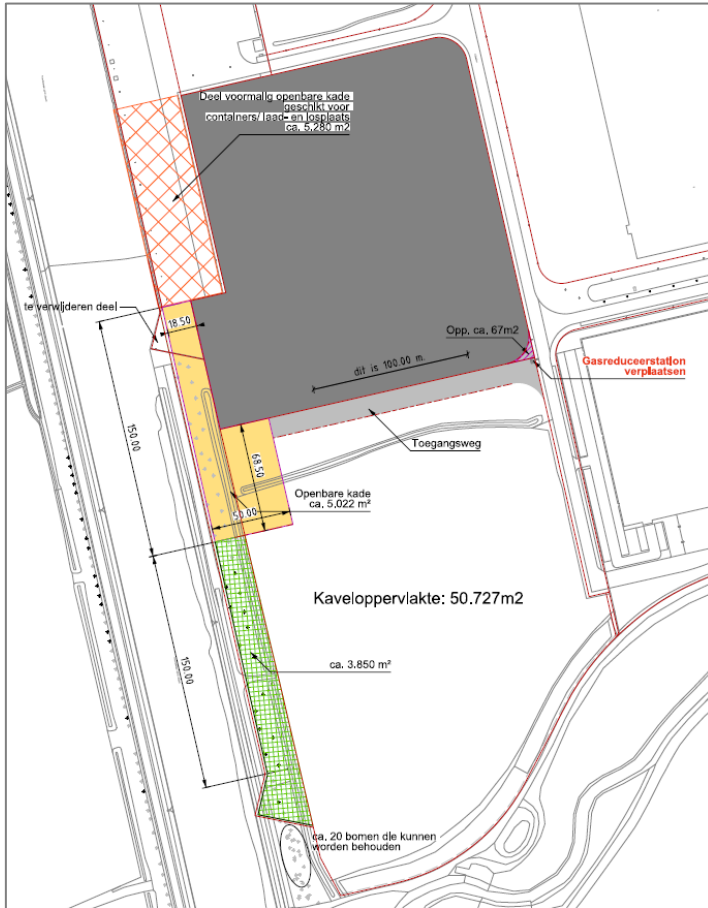 Deel voormalig openbare kade
geschikt voor
containers/ laad- en losplaats
ca. 5.280 m2
te verwijderen deel
18.50
Opp. ca. 67m2
dit is 100.00 m.
Gasreduceerstation
verplaatsen
Toegangsweg
150.00
68.50
Openbare kade
ca. 5.022 m²
50.00
Kaveloppervlakte: 50.727m2
ca. 3.850 m²
150.00
ca. 20 bomen die kunnen
worden behouden